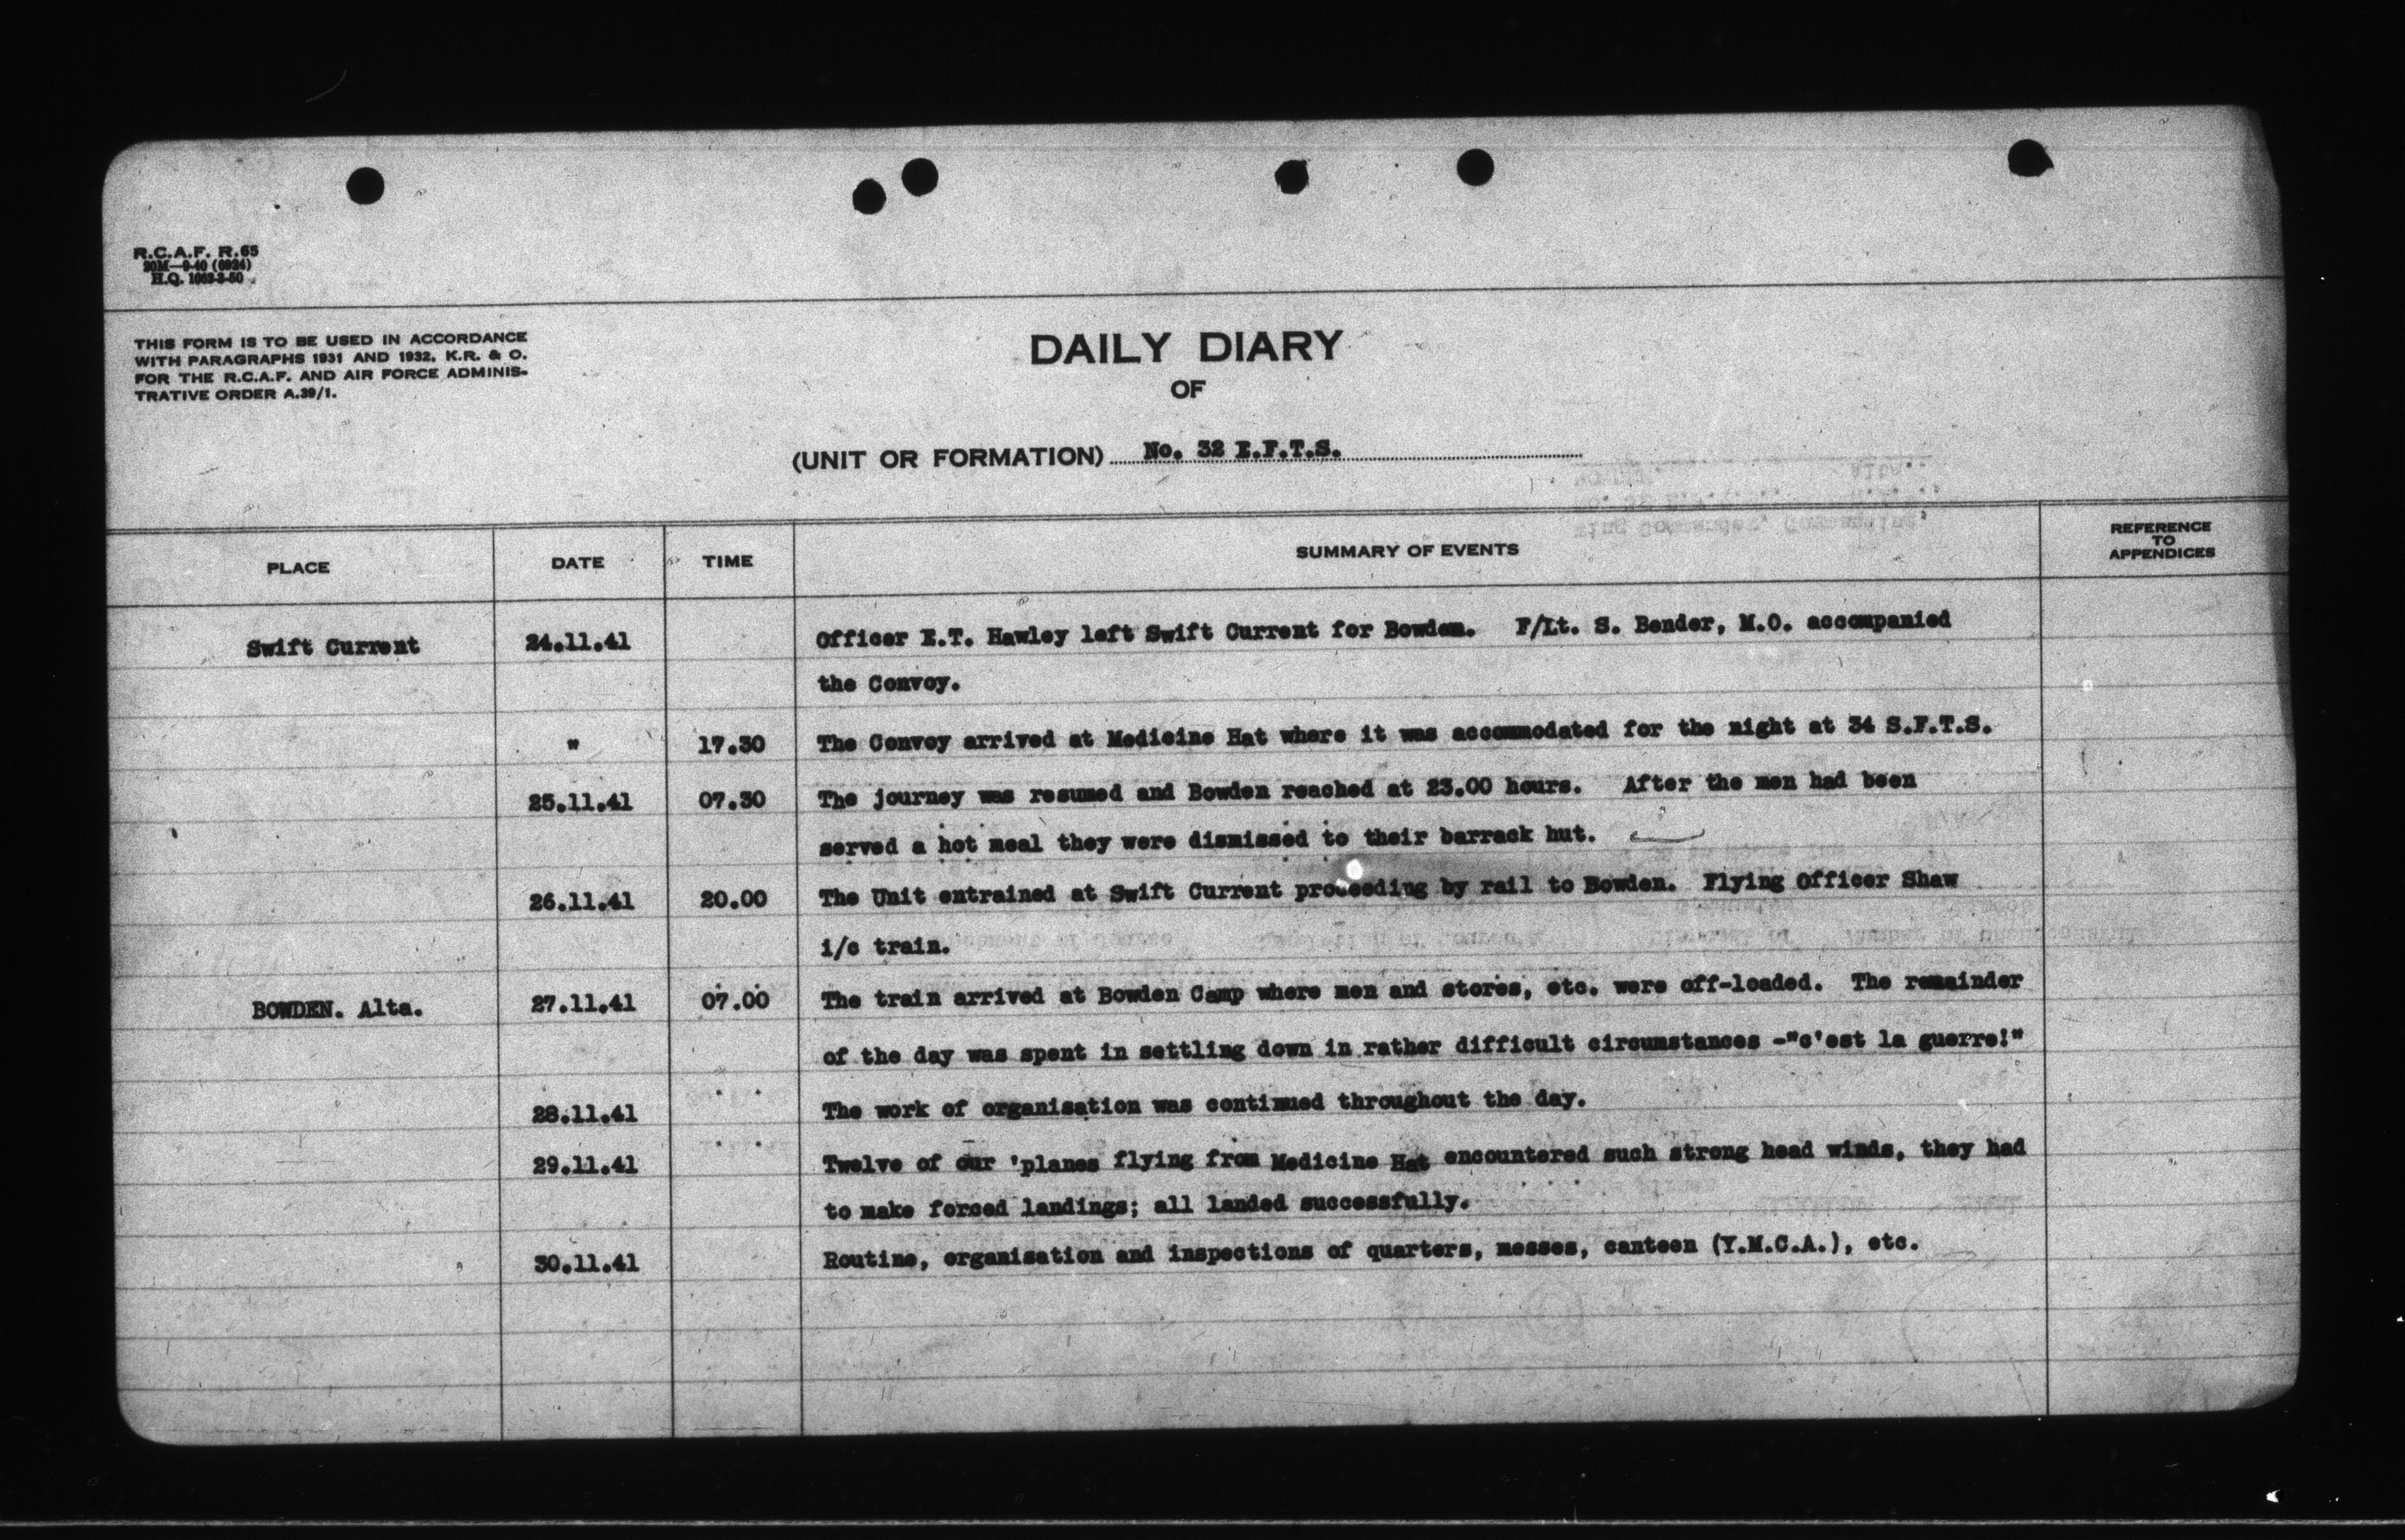 R.C.A.F. R.65
20M—9-40 (6924)
H.Q. 1062-3-50
THIS FORM IS TO BE USED IN ACCORDANCE
WITH PARAGRAPHS 1931 AND 1932, K.R. & O.
FOR THE R.C.A.F. AND AIR FORCE ADMINIS-
TRATIVE ORDER A.39/1.
DAILY DIARY
OF
(UNIT OR FORMATION) No. 32 E.F.T.S.
PLACE DATE TIME SUMMARY OF EVENTS REFERENCE TO APPENDICES
Swift Current 24.11.41 Officer E.T. Hawley left Swift Current for Bowden. F/Lt. S. Bender, M.O. accompanied
the Convoy.
" 17.30 The Convoy arrived at Medicine Hat where it was accommodated for the night at 34 S.F.T.S.
25.11.41 07.30 The journey was resumed and Bowden reached at 23.00 hours. After the men had been
served a hot meal they were dismissed to their barrack hut.
26.11.41 20.00 The Unit entrained at Swift Current proceeding by rail to Bowden. Flying Officer Shaw
i/c train.
BOWDEN. Alta. 27.11.41 07.00 The train arrived at Bowden Camp where men and stores, etc. were off-loaded. The remainder
of the day was spent in settling down in rather difficult circumstances -"c'est la guerre!"
28.11.41 The work of organisation was continued throughout the day.
29.11.41 Twelve of our 'planes flying from Medicine Hat encountered such strong head winds, they had
to make forced landings; all landed successfully.
30.11.41 Routine, organisation and inspections of quarters, messes, canteen (Y.M.C.A.), etc.